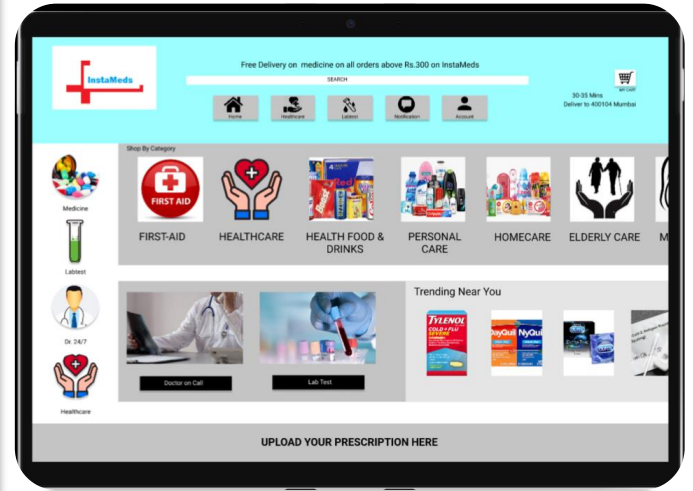 InstaMeds
Free Delivery on medicine on all orders above Rs.300 on InstaMeds
SEARCH
MY CART
30-35 Mins
Deliver to 400104 Mumbai
Home
Healthcare
Labtest
Notification
Account
Shop By Category
Medicine
Labtest
Dr. 24/7
Healthcare
FIRST AID
FIRST-AID
HEALTHCARE
HEALTH FOOD &
DRINKS
PERSONAL
CARE
HOMECARE
ELDERLY CARE
M
Doctor on Call
Lab Test
Trending Near You
TYLENOL
COLD+FLU
SEVERE
DayQuil
NyQui
UPLOAD YOUR PRESCRIPTION HERE